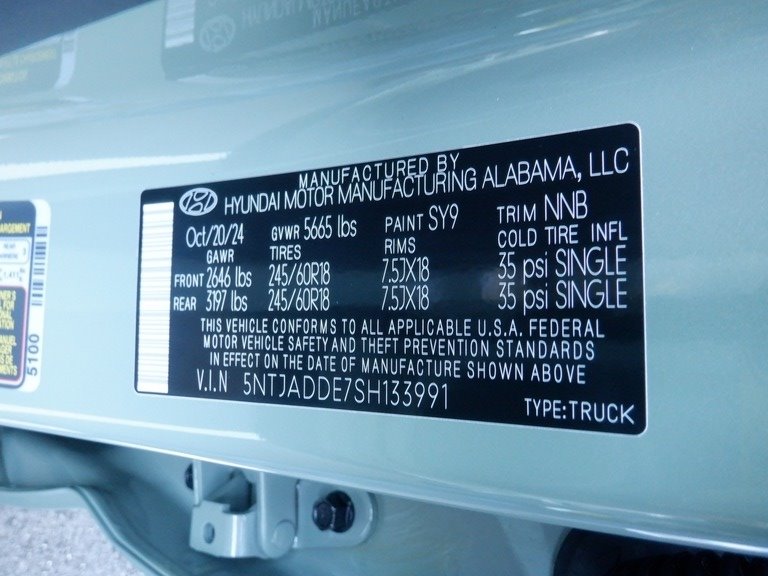 MANUFACTURED BY
HYUNDAI MOTOR MANUFACTURING ALABAMA, LLC
Oct/20/24 GVWR 5665 lbs PAINT SY9 TRIM NNB
GAWR TIRES RIMS COLD TIRE INFL
FRONT 2646 lbs 245/60R18 7.5JX18 35 psi SINGLE
REAR 3197 lbs 245/60R18 7.5JX18 35 psi SINGLE
THIS VEHICLE CONFORMS TO ALL APPLICABLE U.S.A. FEDERAL
MOTOR VEHICLE SAFETY AND THEFT PREVENTION STANDARDS
IN EFFECT ON THE DATE OF MANUFACTURE SHOWN ABOVE
V.I.N 5NTJADDE7SH133991
TYPE:TRUCK
5100